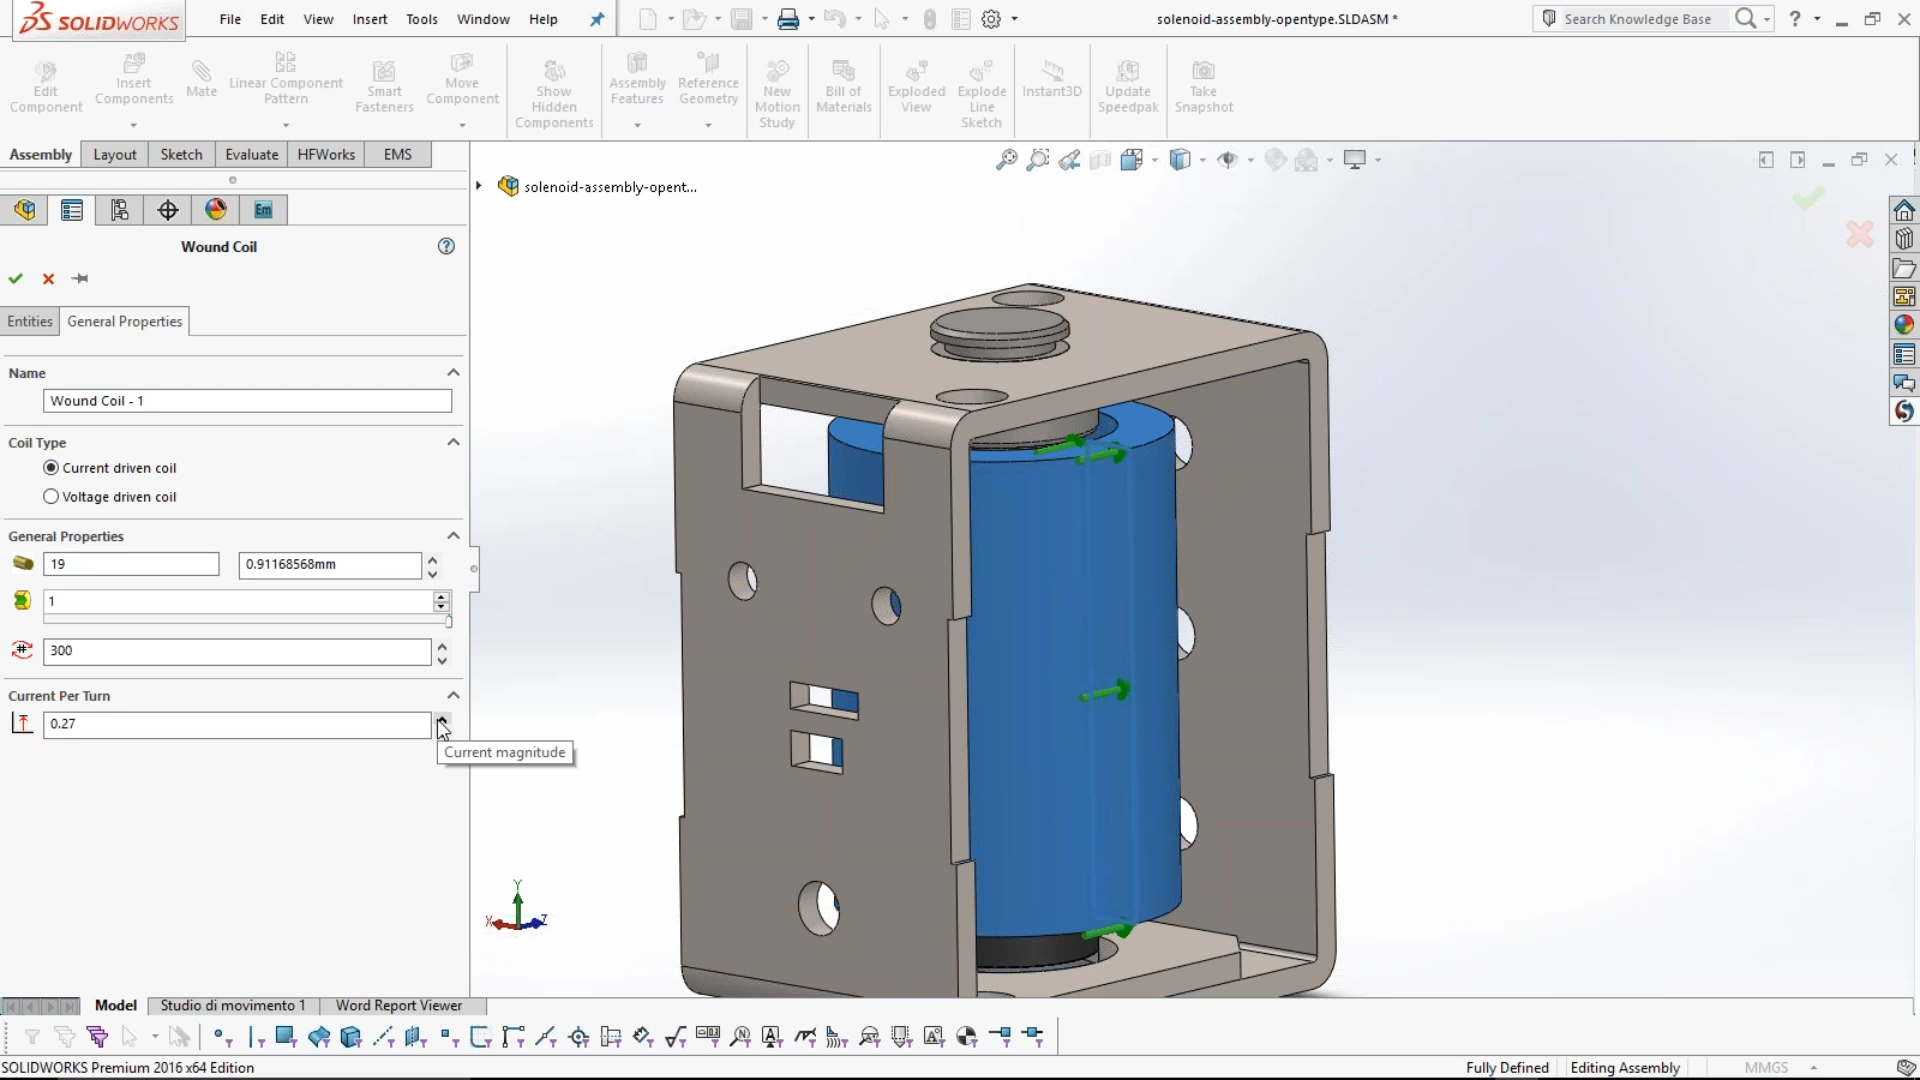 SOLIDWORKS
File Edit View Insert Tools Window Help
solenoid-assembly-opentype.SLDASM *
Search Knowledge Base
?
Edit Component
Insert Components
Mate
Linear Component Pattern
Smart Fasteners
Move Component
Show Hidden Components
Assembly Features
Reference Geometry
New Motion Study
Bill of Materials
Exploded View
Explode Line Sketch
Instant3D
Update Speedpak
Take Snapshot
Assembly Layout Sketch Evaluate HFWorks EMS
solenoid-assembly-opent...
Em
Wound Coil
?
Entities General Properties
Name
Wound Coil - 1
Coil Type
Current driven coil
Voltage driven coil
General Properties
19 0.91168568mm
1
300
Current Per Turn
0.27
Current magnitude
Y
X Z
Model Studio di movimento 1 Word Report Viewer
SOLIDWORKS Premium 2016 x64 Edition
Fully Defined Editing Assembly MMGS